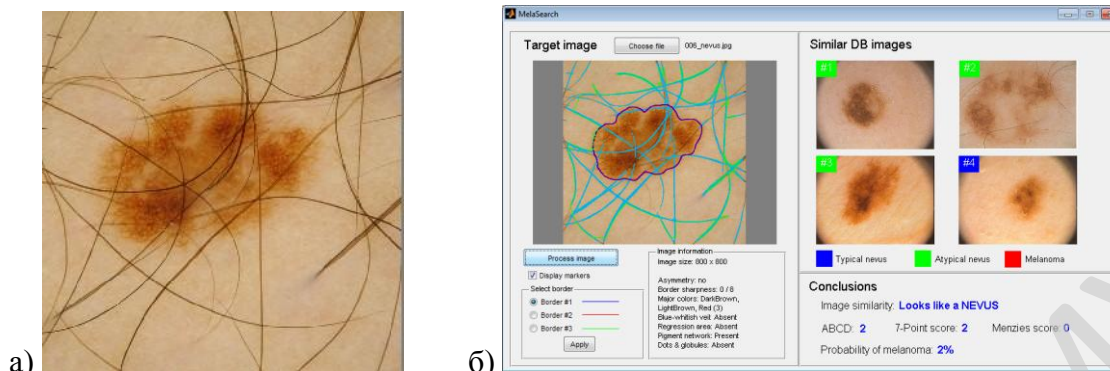 а)
б)
MelaSearch
Target image
Choose file
006_nevus.jpg
Process image
Display markers
Select border
Border #1
Border #2
Border #3
Apply
Image information
Image size: 800 x 800
Asymmetry: no
Border sharpness: 0 / 8
Major colors: DarkBrown,
LightBrown, Red (3)
Blue-whitish veil: Absent
Regression area: Absent
Pigment network: Present
Dots & globules: Absent
Similar DB images
#1
#2
#3
#4
Typical nevus
Atypical nevus
Melanoma
Conclusions
Image similarity: Looks like a NEVUS
ABCD: 2 7-Point score: 2 Menzies score: 0
Probability of melanoma: 2%